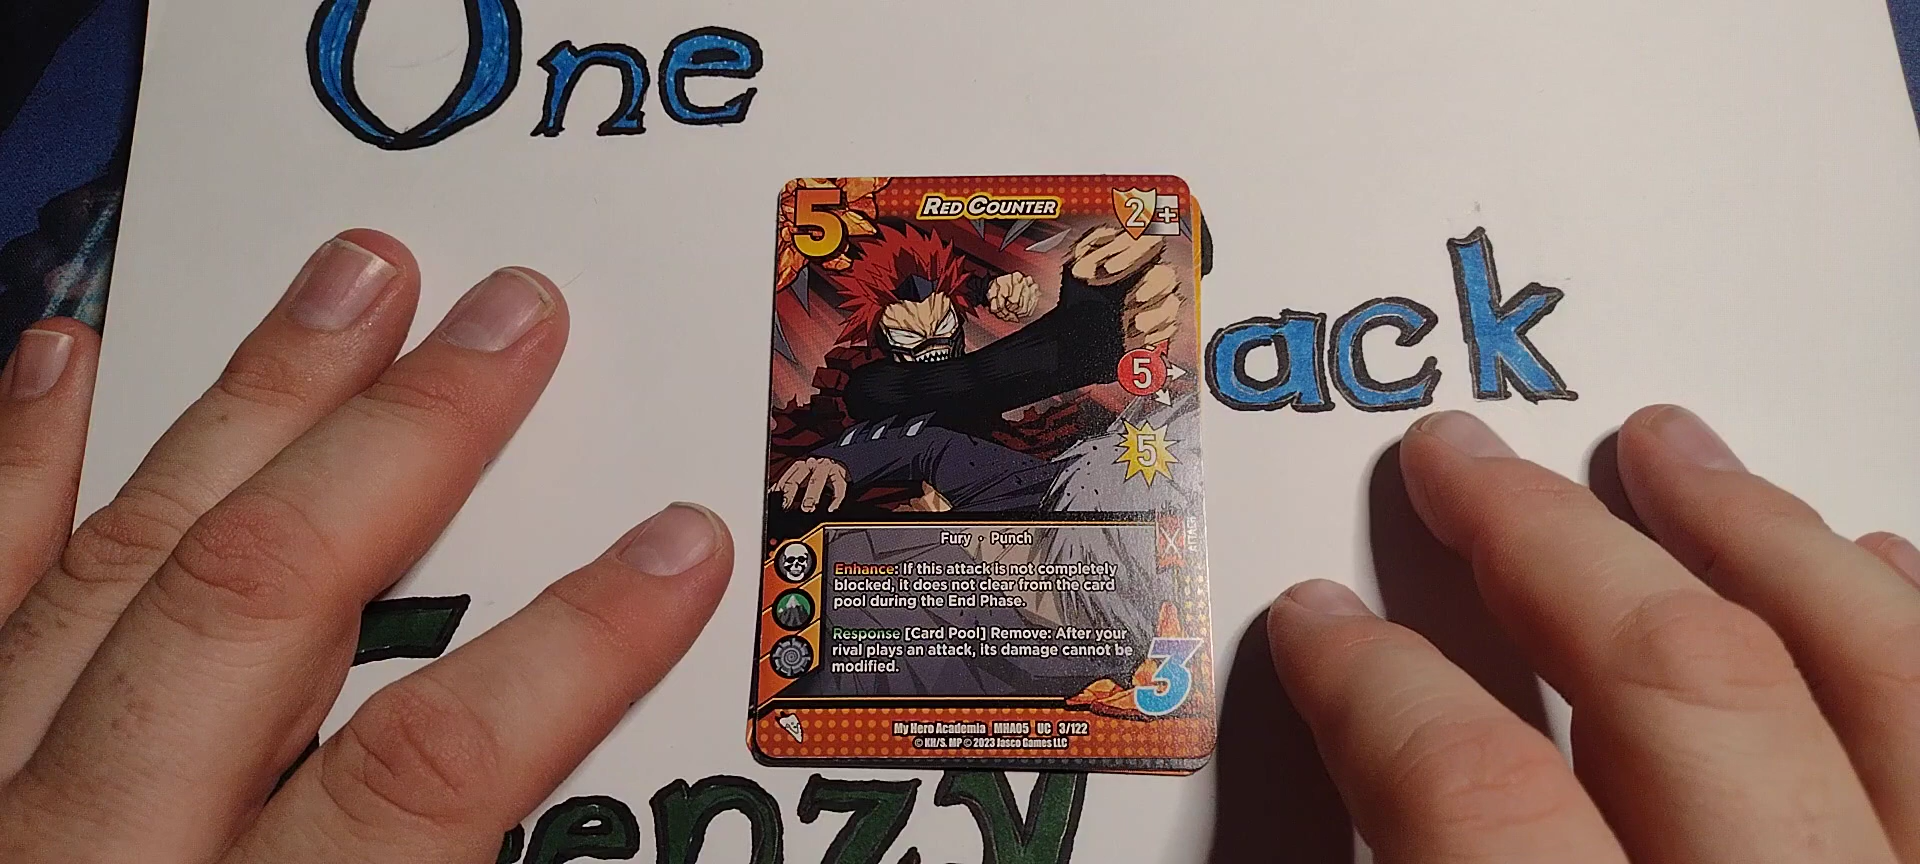 One
ack
5
RED COUNTER
2 +
5
5
ATTACK
Fury • Punch
Enhance: If this attack is not completely
blocked, it does not clear from the card
pool during the End Phase.
Response [Card Pool] Remove: After your
rival plays an attack, its damage cannot be
modified.
3
My Hero Academia MHA05 UC 3/122
© KH/S. MP © 2023 Jasco Games LLC
enzy